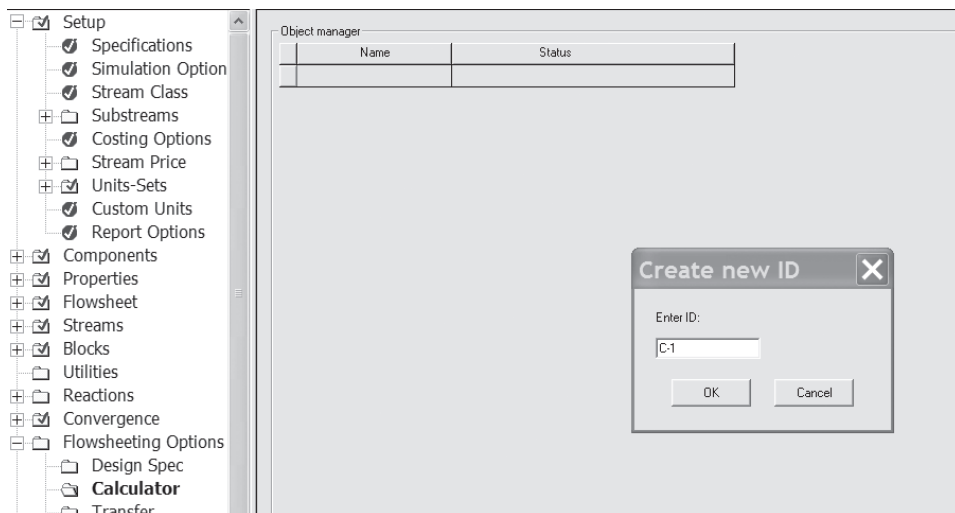 Setup
Specifications
Simulation Option
Stream Class
Substreams
Costing Options
Stream Price
Units-Sets
Custom Units
Report Options
Components
Properties
Flowsheet
Streams
Blocks
Utilities
Reactions
Convergence
Flowsheeting Options
Design Spec
Calculator
Transfer
Object manager
Name Status
Create new ID
Enter ID:
C-1
OK Cancel